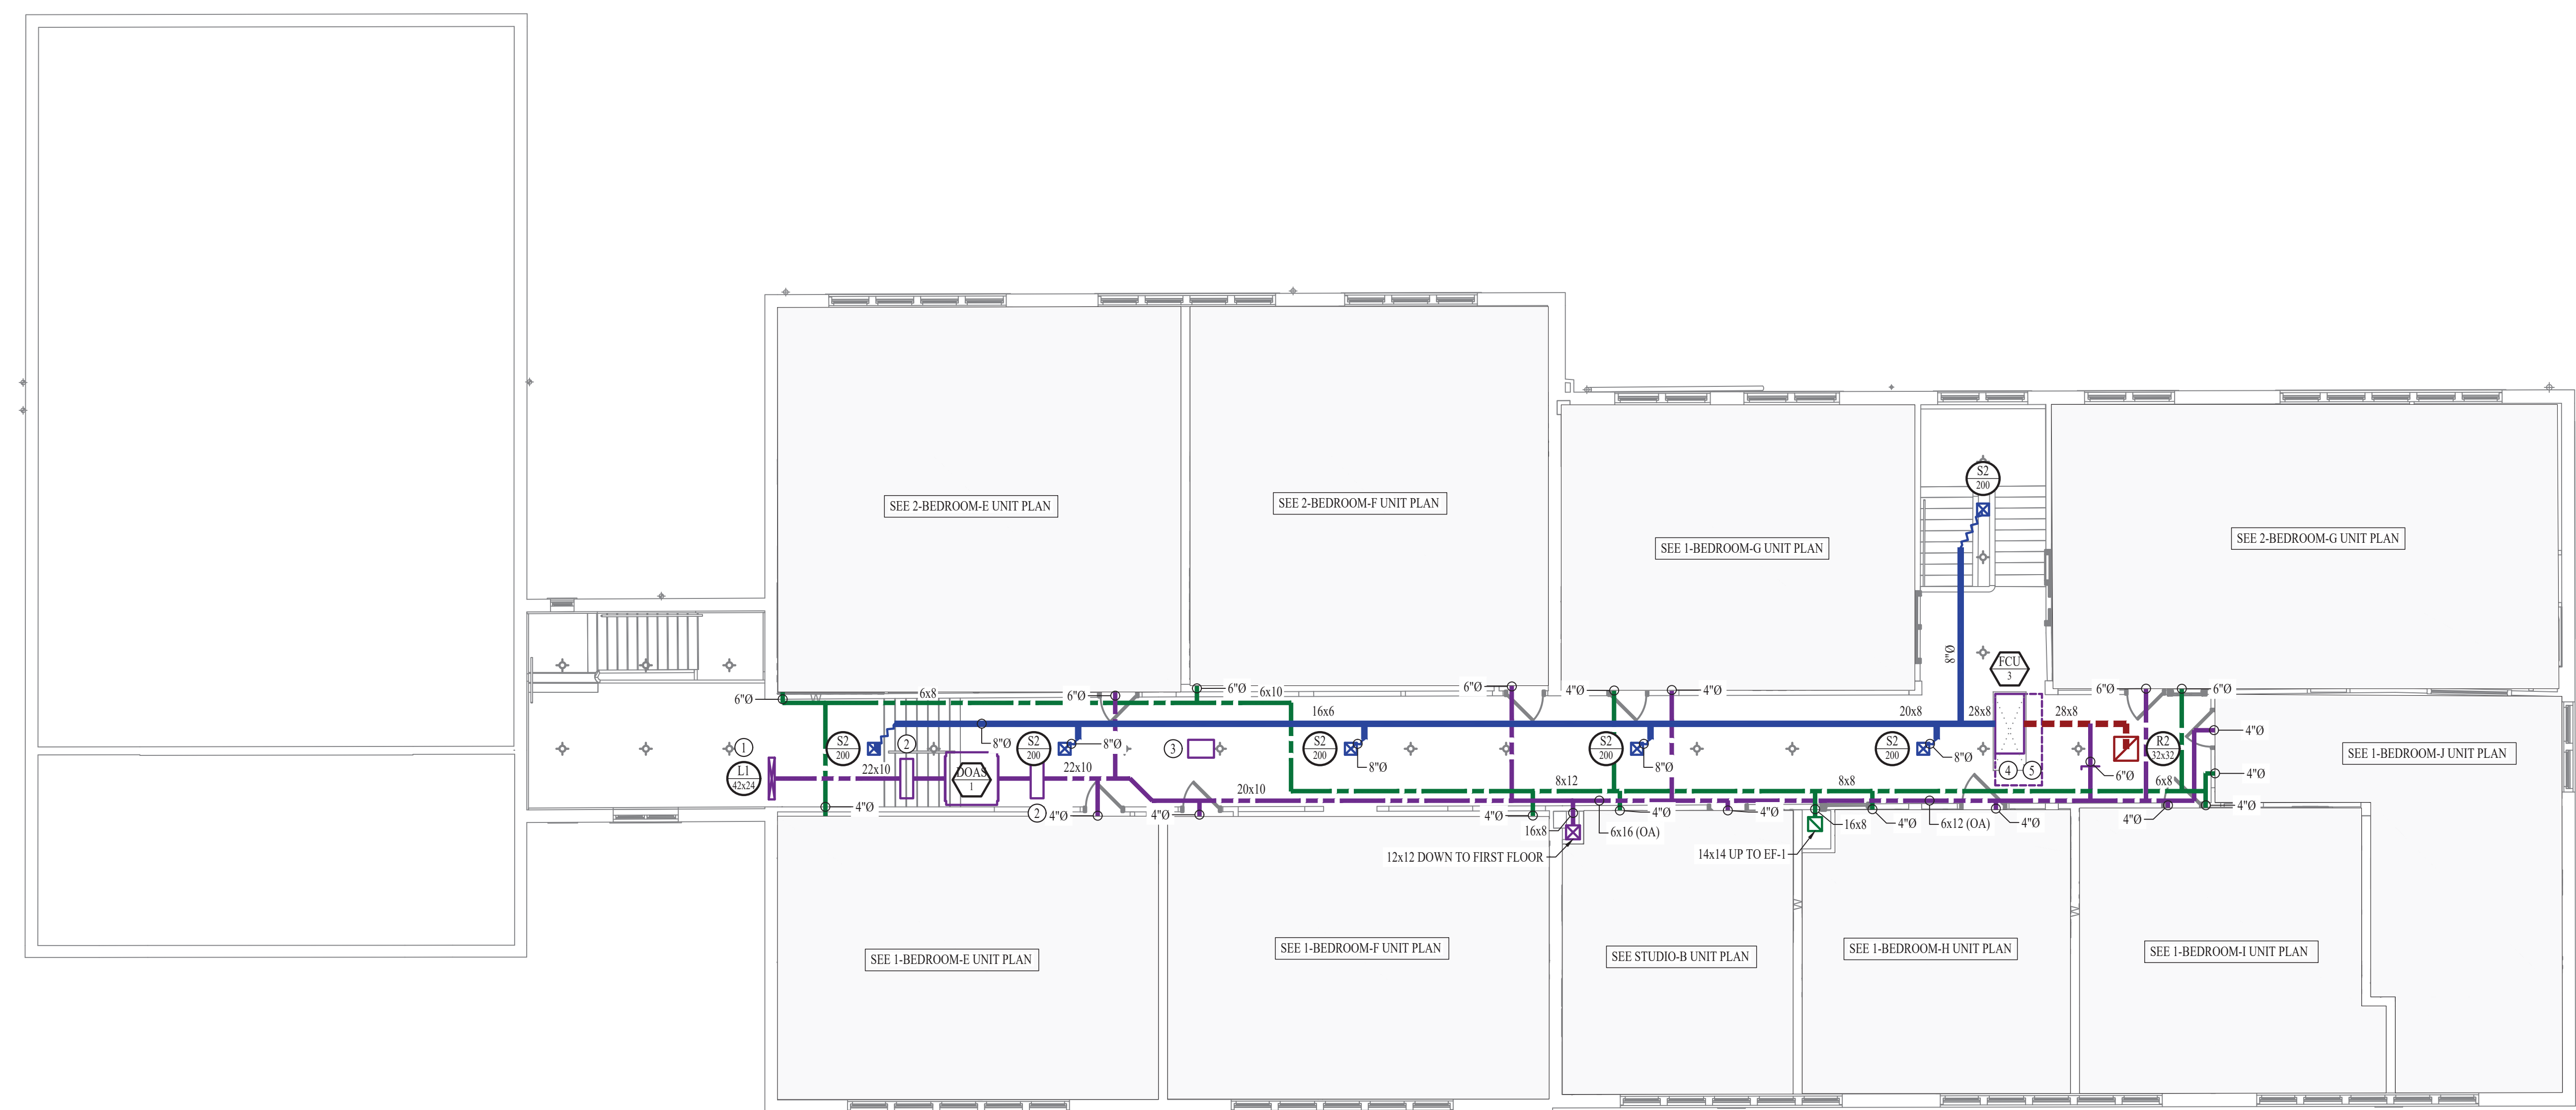 S2
200
SEE 2-BEDROOM-E UNIT PLAN
SEE 2-BEDROOM-F UNIT PLAN
SEE 1-BEDROOM-G UNIT PLAN
SEE 2-BEDROOM-G UNIT PLAN
8"Ø
FCU
3
6"Ø
6x8
6"Ø
6"Ø
6x10
6"Ø
4"Ø
4"Ø
6"Ø
6"Ø
16x6
20x8
28x8
28x8
1
L1
42x24
S2
200
2
8"Ø
22x10
DOAS
1
S2
200
8"Ø
22x10
2
3
S2
200
8"Ø
S2
200
8"Ø
S2
200
8"Ø
4
5
6"Ø
R2
32x32
4"Ø
SEE 1-BEDROOM-J UNIT PLAN
4"Ø
6x8
4"Ø
20x10
8x12
8x8
4"Ø
4"Ø
4"Ø
4"Ø
16x8
6x16 (OA)
4"Ø
4"Ø
16x8
4"Ø
6x12 (OA)
4"Ø
4"Ø
12x12 DOWN TO FIRST FLOOR
14x14 UP TO EF-1
SEE 1-BEDROOM-E UNIT PLAN
SEE 1-BEDROOM-F UNIT PLAN
SEE STUDIO-B UNIT PLAN
SEE 1-BEDROOM-H UNIT PLAN
SEE 1-BEDROOM-I UNIT PLAN